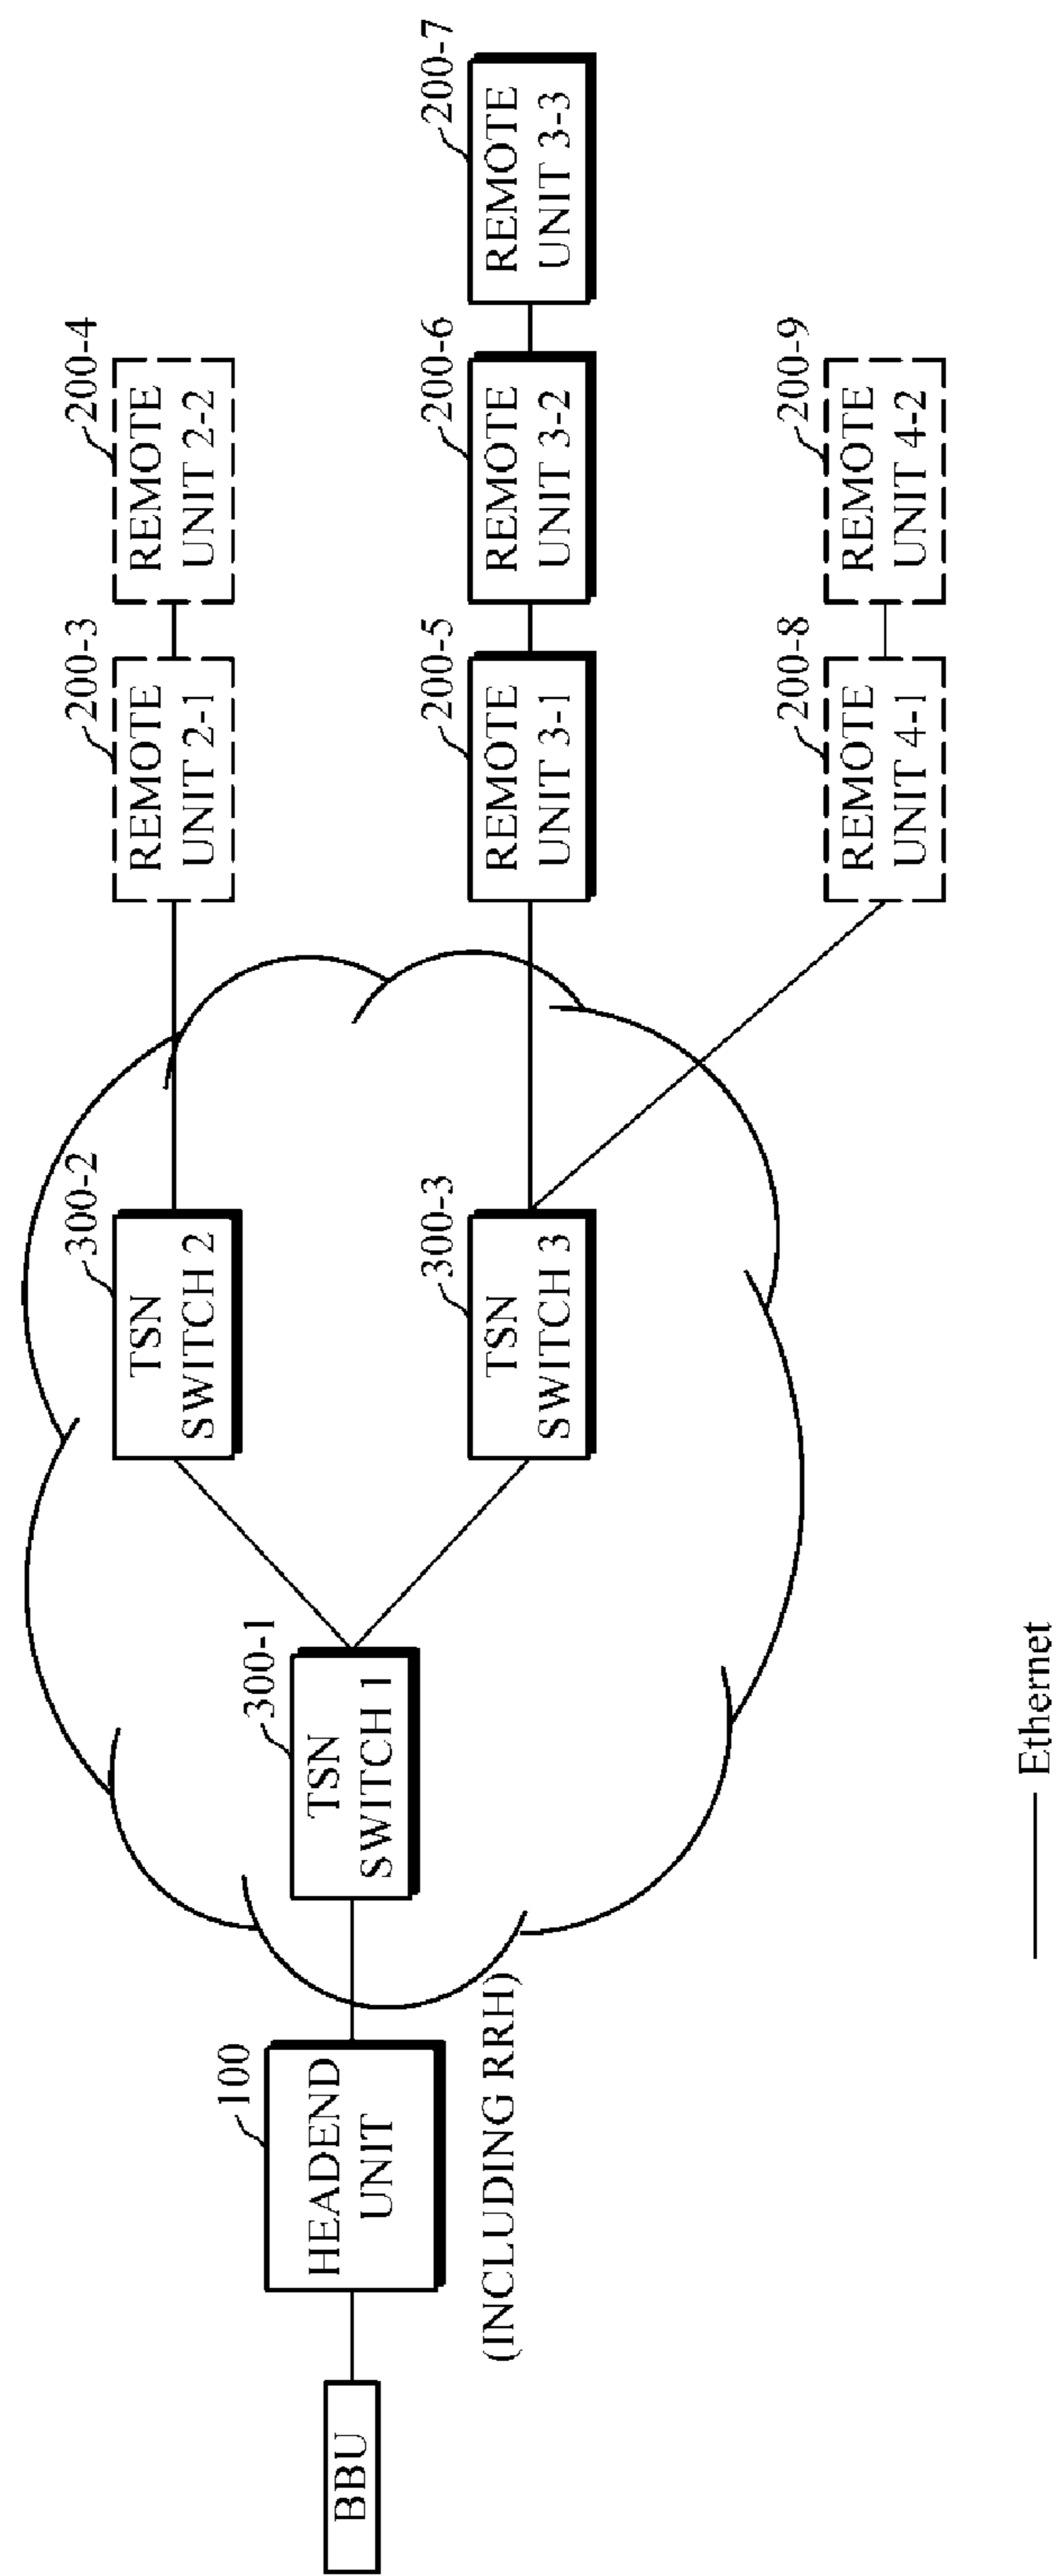 BBU
100
HEADEND
UNIT
(INCLUDING RRH)
300-1
TSN
SWITCH 1
300-2
TSN
SWITCH 2
200-3
REMOTE
UNIT 2-1
200-4
REMOTE
UNIT 2-2
300-3
TSN
SWITCH 3
200-5
REMOTE
UNIT 3-1
200-6
REMOTE
UNIT 3-2
200-7
REMOTE
UNIT 3-3
200-8
REMOTE
UNIT 4-1
200-9
REMOTE
UNIT 4-2
Ethernet